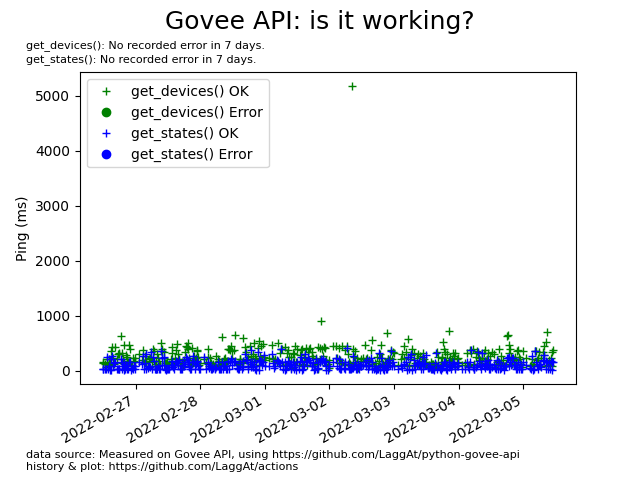 Govee API: is it working?
get_devices(): No recorded error in 7 days.
get_states(): No recorded error in 7 days.
get_devices() OK
get_devices() Error
get_states() OK
get_states() Error
Ping (ms)
5000
4000
3000
2000
1000
0
2022-02-27
2022-02-28
2022-03-01
2022-03-02
2022-03-03
2022-03-04
2022-03-05
data source: Measured on Govee API, using https://github.com/LaggAt/python-govee-api
history & plot: https://github.com/LaggAt/actions